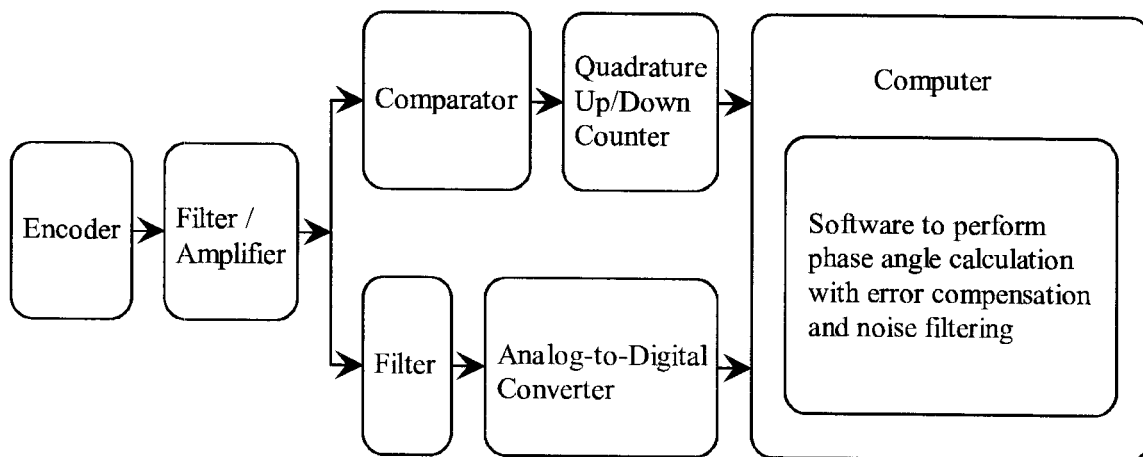 Encoder
Filter /
Amplifier
Comparator
Quadrature
Up/Down
Counter
Filter
Analog-to-Digital
Converter
Computer
Software to perform
phase angle calculation
with error compensation
and noise filtering